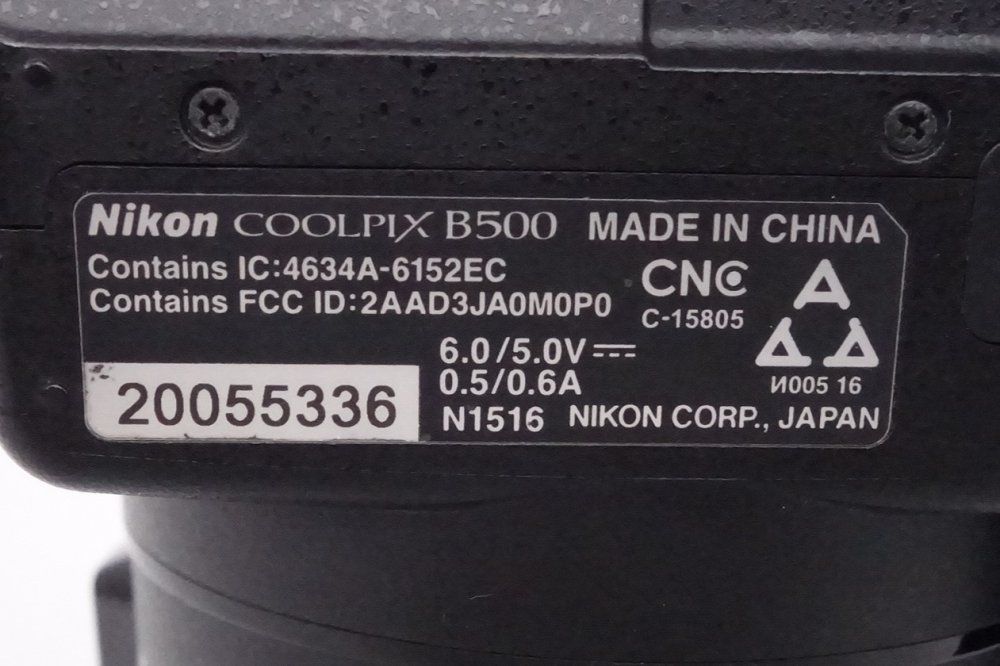 Nikon COOLPIX B500 MADE IN CHINA
Contains IC:4634A-6152EC
Contains FCC ID:2AAD3JA0M0P0
CNC
C-15805
6.0/5.0V
0.5/0.6A
И005 16
20055336
N1516 NIKON CORP., JAPAN